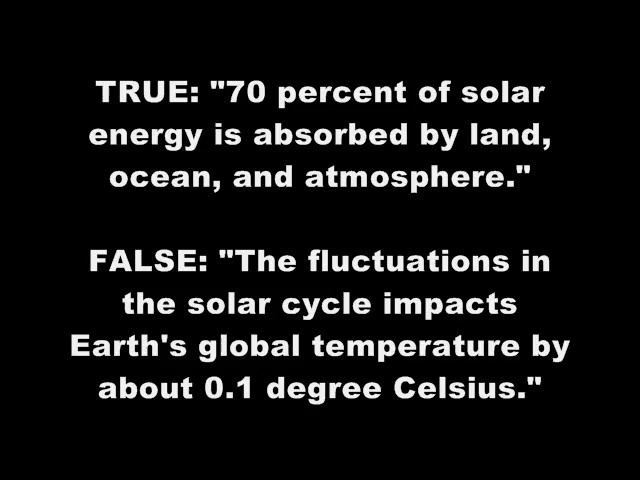 TRUE: "70 percent of solar
energy is absorbed by land,
ocean, and atmosphere."
FALSE: "The fluctuations in
the solar cycle impacts
Earth's global temperature by
about 0.1 degree Celsius."